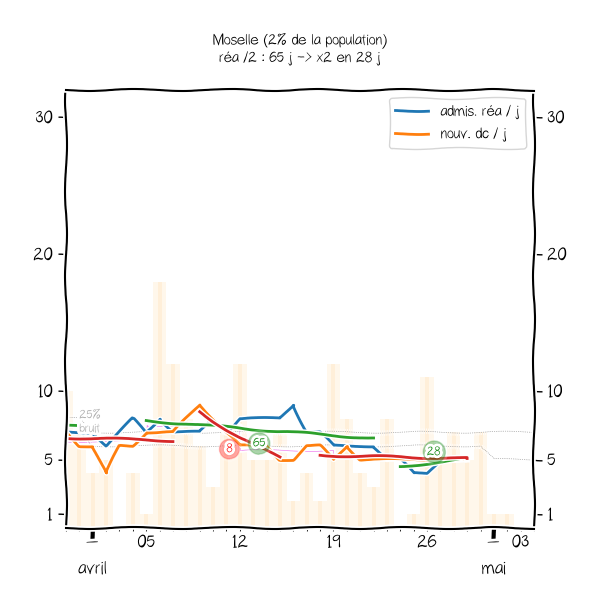 Moselle (2% de la population)
réa /2 : 65 j -> x2 en 28 j
admis. réa / j
nouv. dc / j
30
30
20
20
10
10
25%
bruit
8
65
28
5
5
1
1
05
12
19
26
03
avril
mai